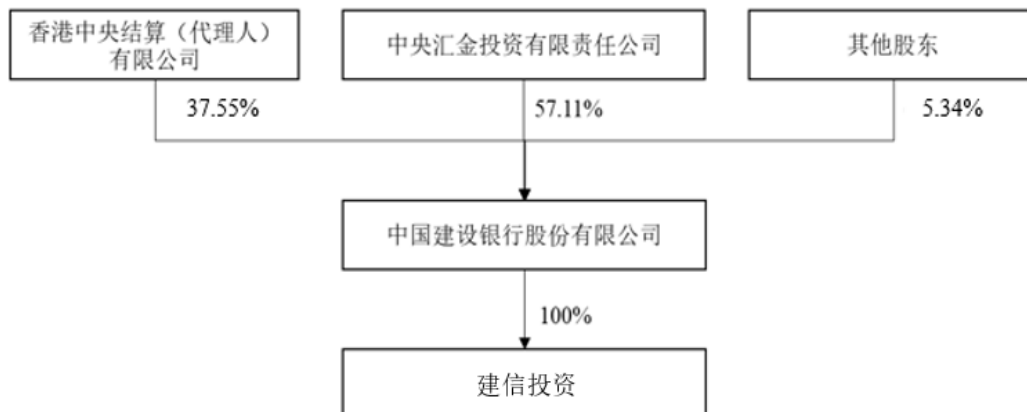 香港中央结算（代理人）
有限公司
中央汇金投资有限责任公司
其他股东
37.55%
57.11%
5.34%
中国建设银行股份有限公司
100%
建信投资